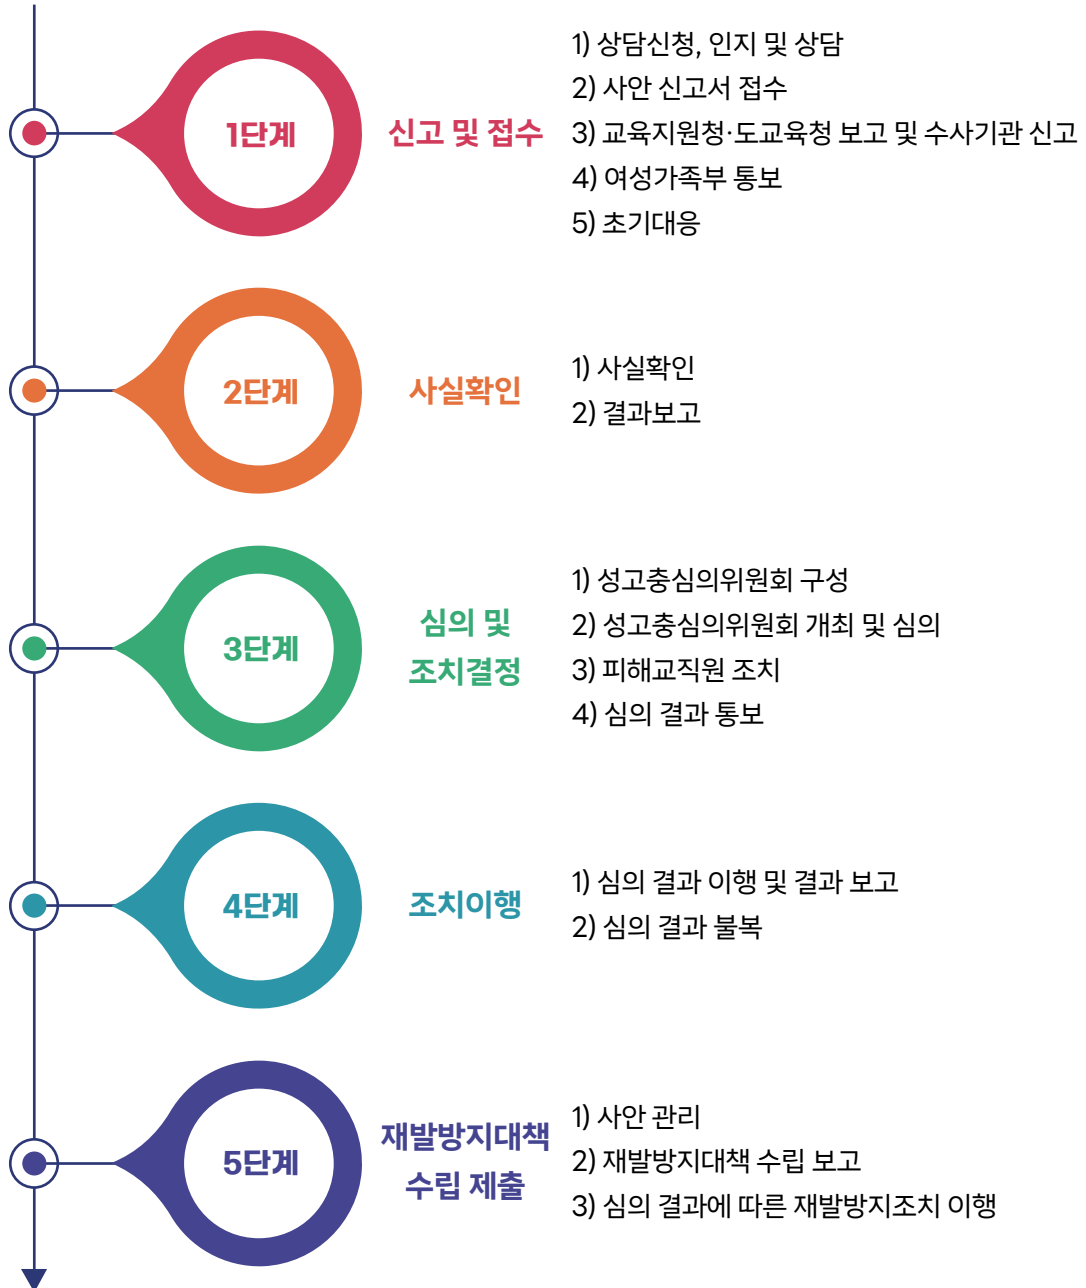 1단계
신고 및 접수
1) 상담신청, 인지 및 상담
2) 사안 신고서 접수
3) 교육지원청·도교육청 보고 및 수사기관 신고
4) 여성가족부 통보
5) 초기대응
2단계
사실확인
1) 사실확인
2) 결과보고
3단계
심의 및
조치결정
1) 성고충심의위원회 구성
2) 성고충심의위원회 개최 및 심의
3) 피해교직원 조치
4) 심의 결과 통보
4단계
조치이행
1) 심의 결과 이행 및 결과 보고
2) 심의 결과 불복
5단계
재발방지대책
수립 제출
1) 사안 관리
2) 재발방지대책 수립 보고
3) 심의 결과에 따른 재발방지조치 이행